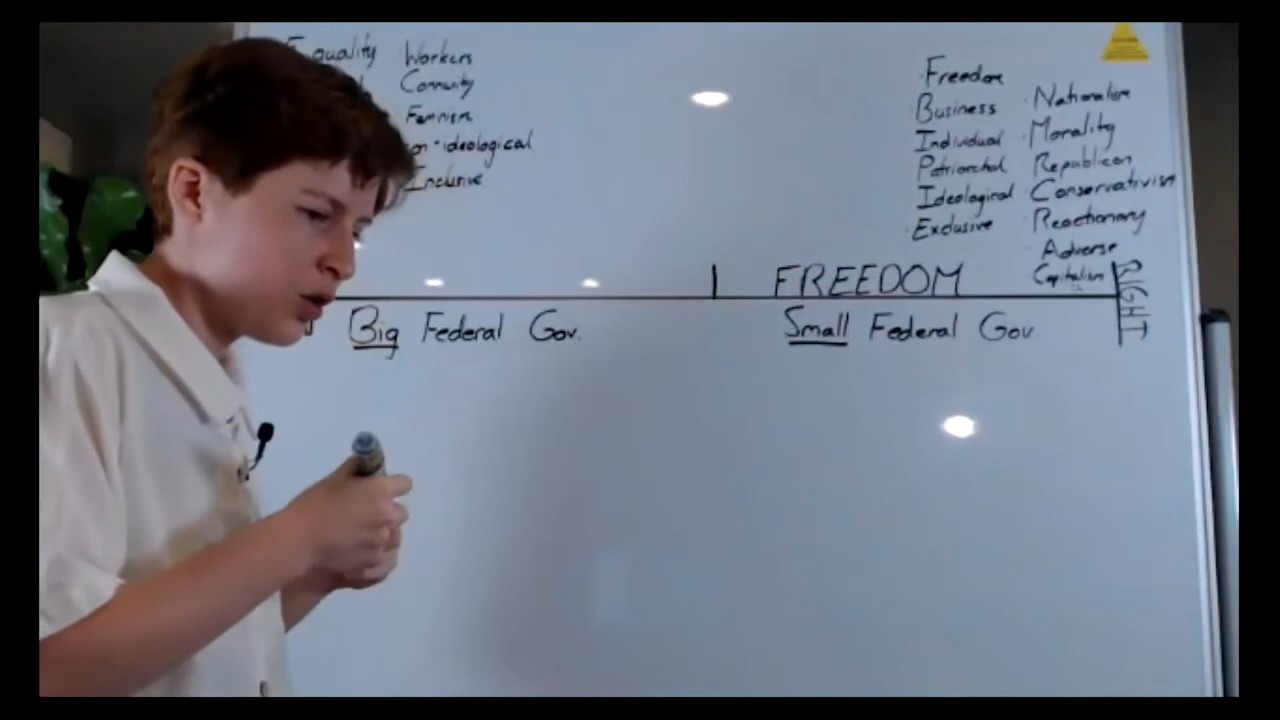 Equality Workers
Comunity
Feminism
ideological
Inclusive
Freedom
Business · Nationalism
Individual · Morality
Patriarchal · Republican
Ideological · Conservativism
Exclusive · Reactionary
Adverse
Capitalism
FREEDOM
RIGHT
Big Federal Gov.
Small Federal Gov